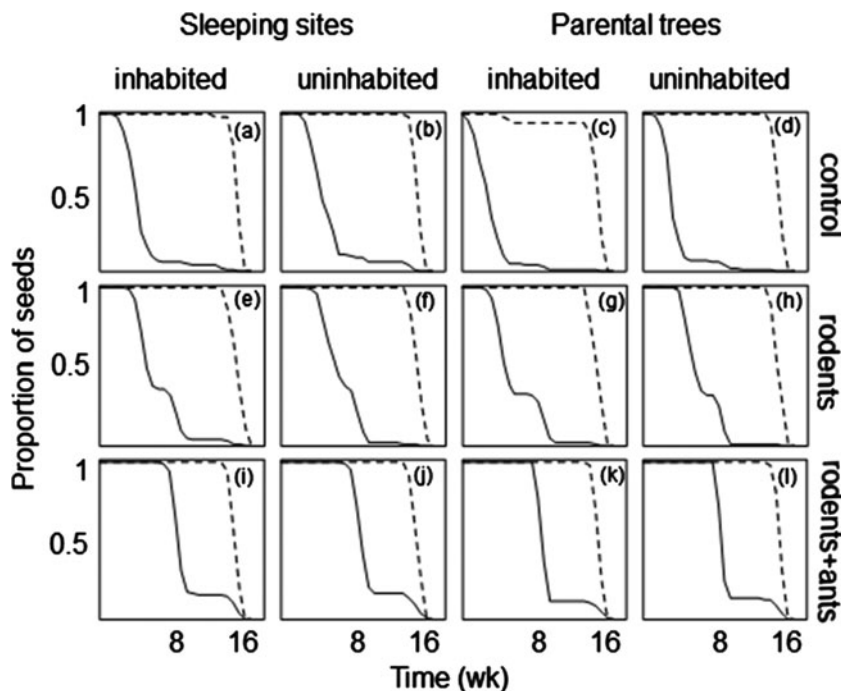 Sleeping sites Parental trees
inhabited uninhabited inhabited uninhabited
1 (a) (b) (c) (d)
0.5
control
1 (e) (f) (g) (h)
0.5
rodents
1 (i) (j) (k) (l)
0.5
rodents+ants
Proportion of seeds
8 16 8 16 8 16 8 16
Time (wk)